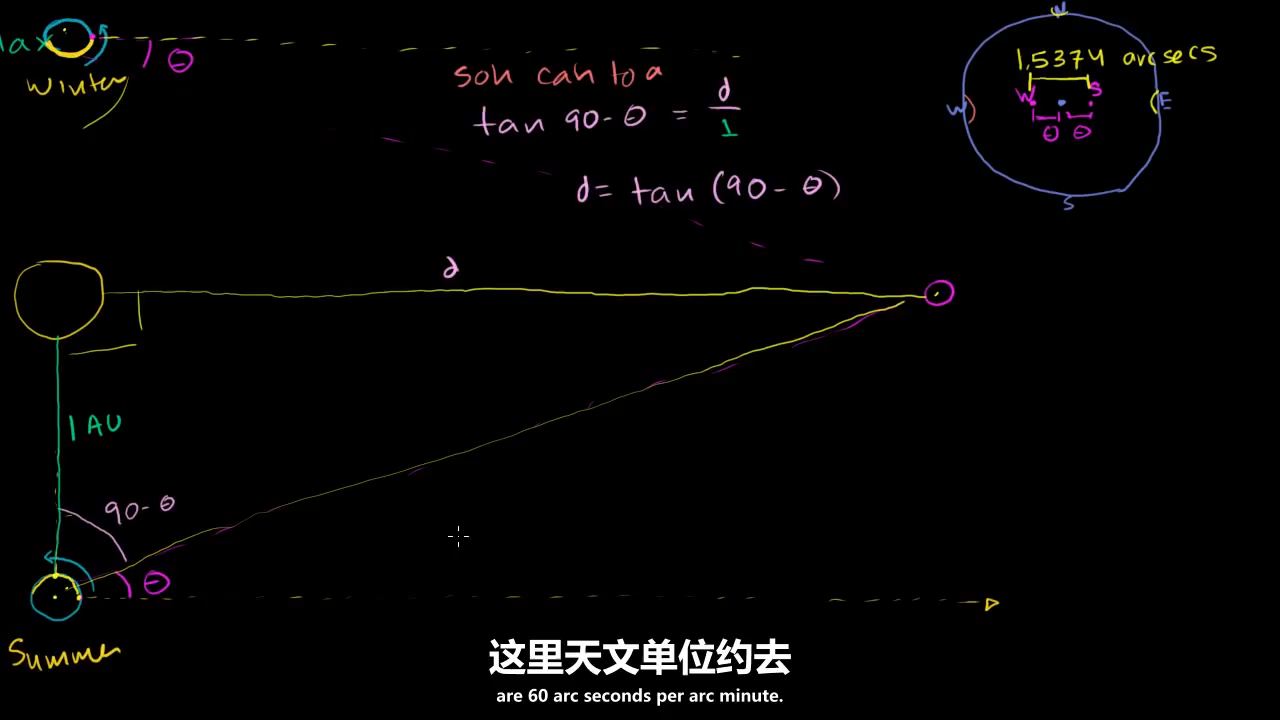 lax
Winter
θ
soh cah toa
tan 90-θ = d
1
d= tan (90-θ)
N
1.5374 arcsecs
W
W
S
E
θ θ
S
d
1 AU
90-θ
θ
Summer
这里天文单位约去
are 60 arc seconds per arc minute.